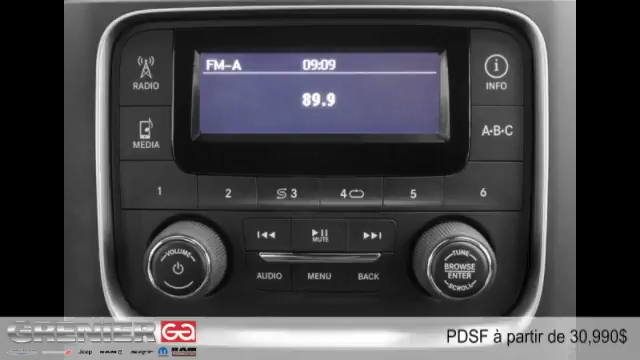 FM-A 09:09
89.9
RADIO
MEDIA
INFO
A-B-C
1 2 3 4 5 6
MUTE
VOLUME
AUDIO MENU BACK
TUNE
BROWSE
ENTER
SCROLL
GRENIER GA
Jeep RAM
PDSF à partir de 30,990$